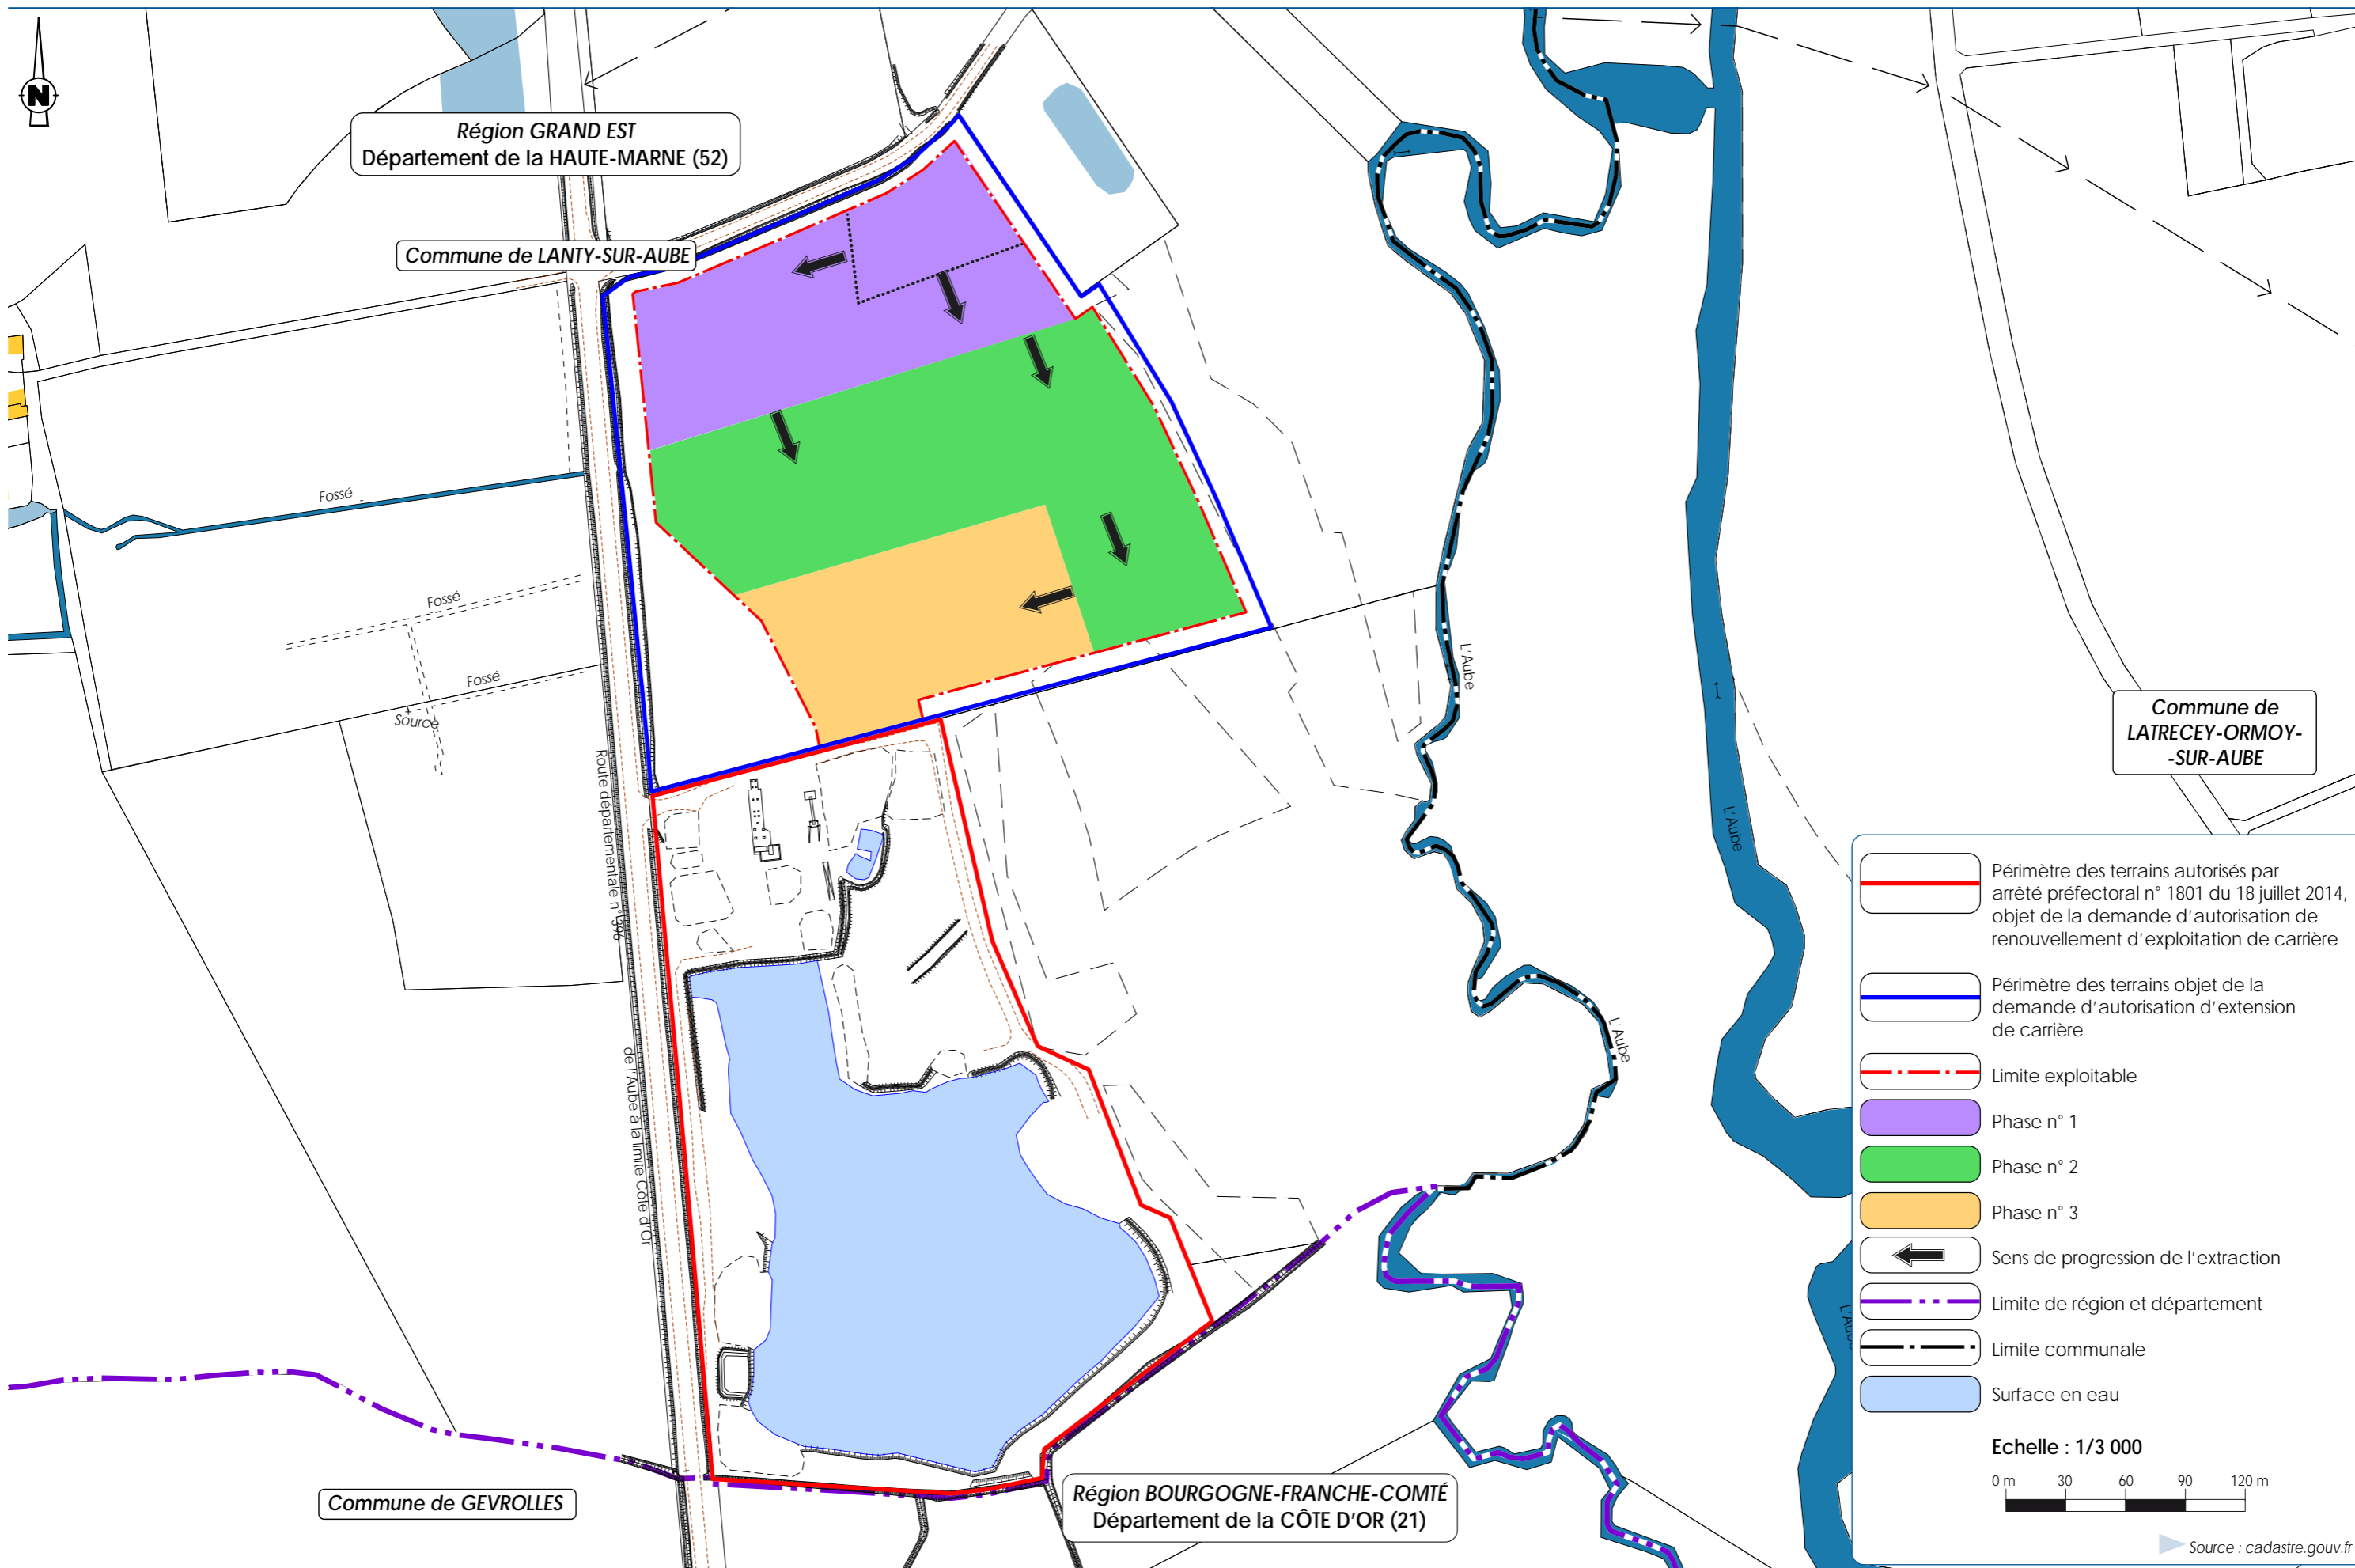 N
Région GRAND EST
Département de la HAUTE-MARNE (52)
Commune de LANTY-SUR-AUBE
Fossé
Fossé
Fossé
Source
Route départementale n° 396
de l'Aube à la limite Côte d'Or
L'Aube
L'Aube
L'Aube
L'Aube
Commune de
LATRECEY-ORMOY-
-SUR-AUBE
Commune de GEVROLLES
Région BOURGOGNE-FRANCHE-COMTÉ
Département de la CÔTE D'OR (21)
Périmètre des terrains autorisés par
arrêté préfectoral n° 1801 du 18 juillet 2014,
objet de la demande d'autorisation de
renouvellement d'exploitation de carrière
Périmètre des terrains objet de la
demande d'autorisation d'extension
de carrière
Limite exploitable
Phase n° 1
Phase n° 2
Phase n° 3
Sens de progression de l'extraction
Limite de région et département
Limite communale
Surface en eau
Echelle : 1/3 000
0 m 30 60 90 120 m
Source : cadastre.gouv.fr